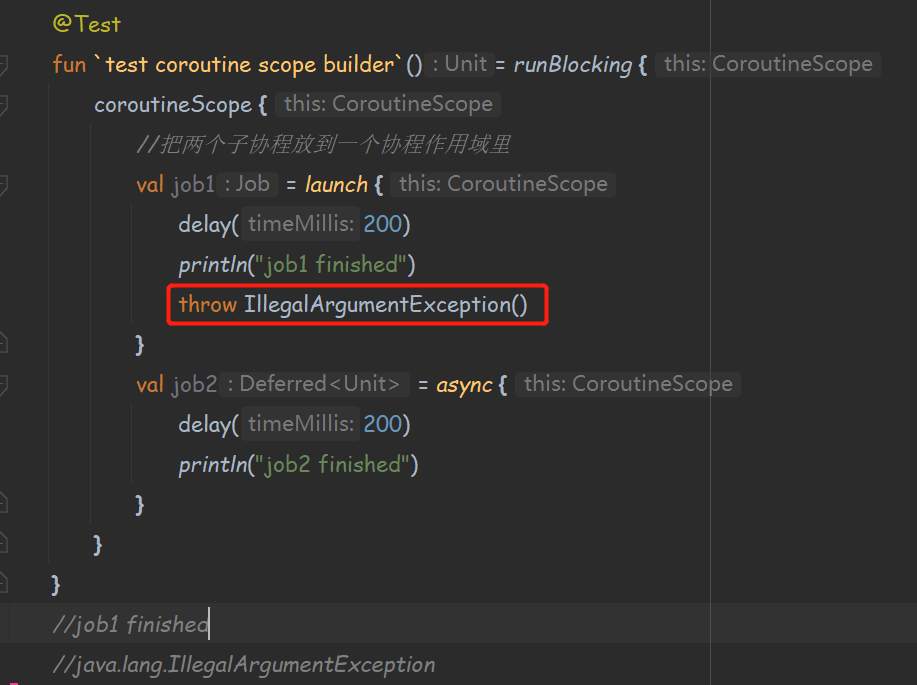 @Test
fun `test coroutine scope builder`() : Unit = runBlocking { this: CoroutineScope
coroutineScope { this: CoroutineScope
//把两个子协程放到一个协程作用域里
val job1 : Job = launch { this: CoroutineScope
delay( timeMillis: 200)
println("job1 finished")
throw IllegalArgumentException()
}
val job2 : Deferred<Unit> = async { this: CoroutineScope
delay( timeMillis: 200)
println("job2 finished")
}
}
}
//job1 finished
//java.lang.IllegalArgumentException